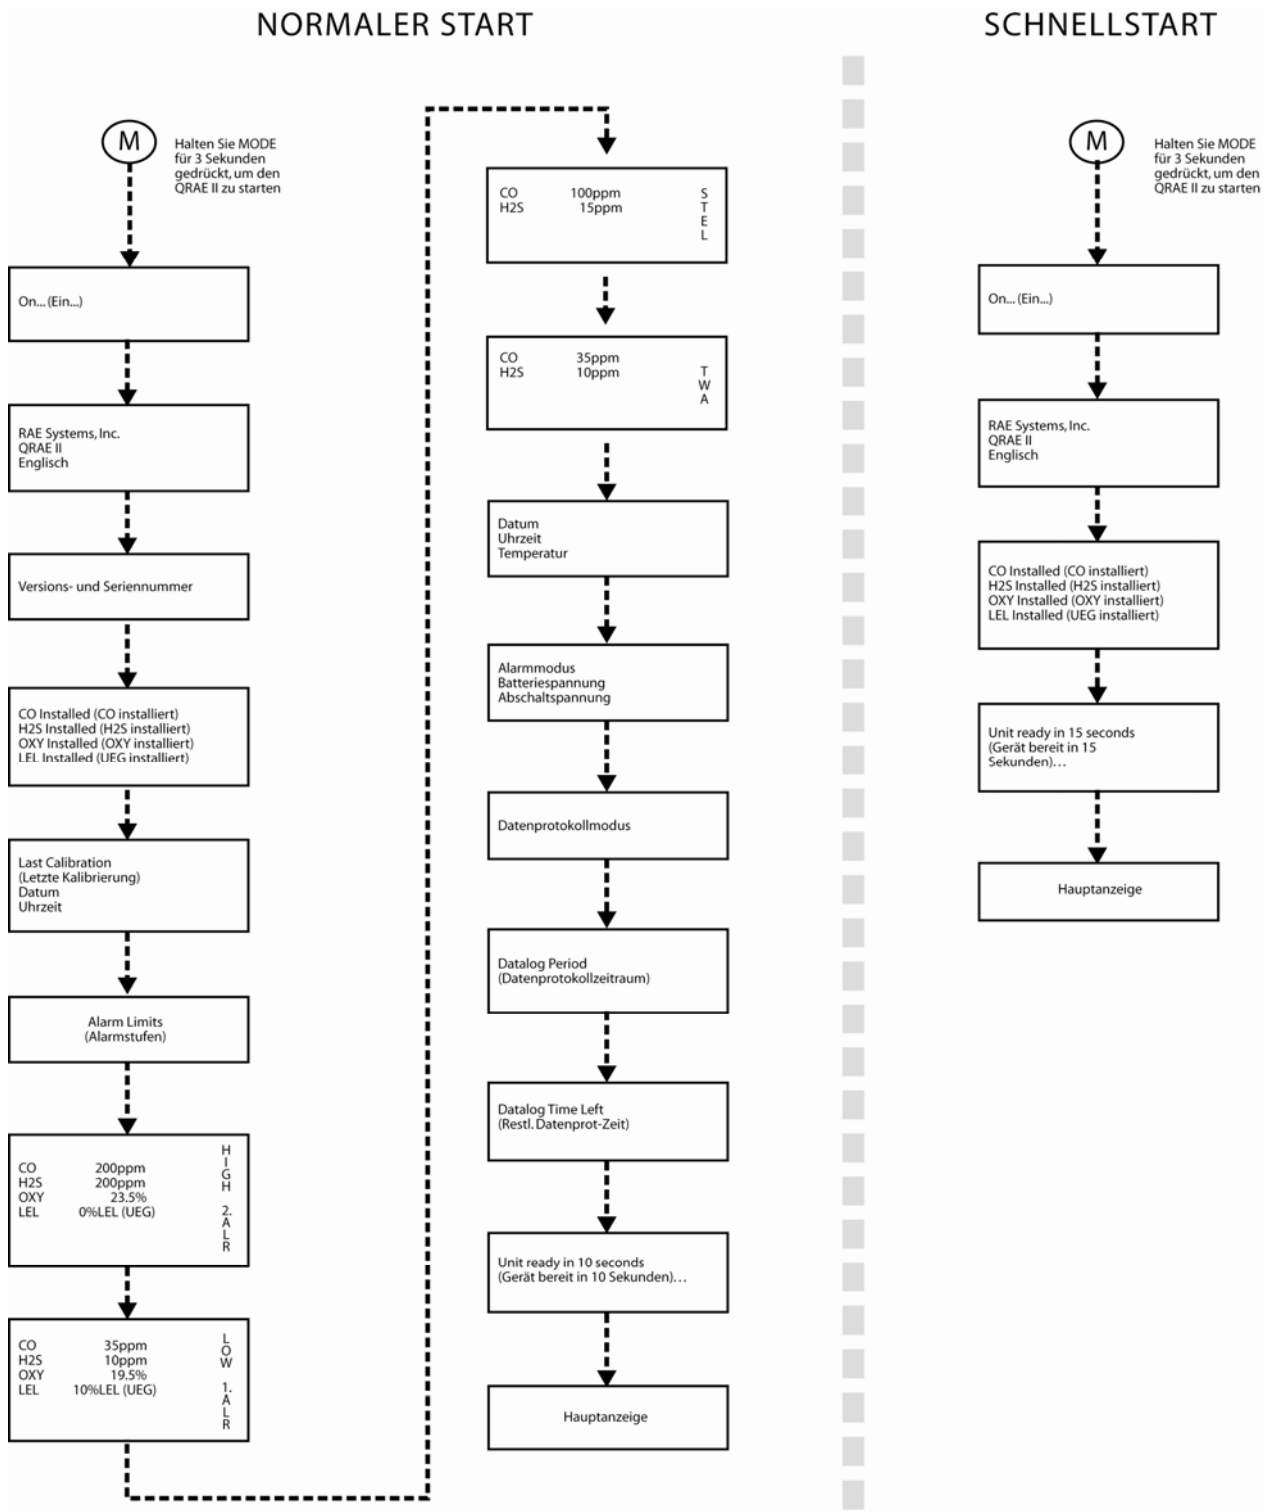 NORMALER START
M
Halten Sie MODE
für 3 Sekunden
gedrückt, um den
QRAE II zu starten
On... (Ein...)
RAE Systems, Inc.
QRAE II
Englisch
Versions- und Seriennummer
CO Installed (CO installiert)
H2S Installed (H2S installiert)
OXY Installed (OXY installiert)
LEL Installed (UEG installiert)
Last Calibration
(Letzte Kalibrierung)
Datum
Uhrzeit
Alarm Limits
(Alarmstufen)
CO 200ppm
H2S 200ppm
OXY 23.5%
LEL 0%LEL (UEG)
HIGH 2.ALR
CO 35ppm
H2S 10ppm
OXY 19.5%
LEL 10%LEL (UEG)
LOW 1.ALR
CO 100ppm
H2S 15ppm
STEL
CO 35ppm
H2S 10ppm
TWA
Datum
Uhrzeit
Temperatur
Alarmmodus
Batteriespannung
Abschaltspannung
Datenprotokollmodus
Datalog Period
(Datenprotokollzeitraum)
Datalog Time Left
(Restl. Datenprot-Zeit)
Unit ready in 10 seconds
(Gerät bereit in 10 Sekunden)...
Hauptanzeige
SCHNELLSTART
M
Halten Sie MODE
für 3 Sekunden
gedrückt, um den
QRAE II zu starten
On... (Ein...)
RAE Systems, Inc.
QRAE II
Englisch
CO Installed (CO installiert)
H2S Installed (H2S installiert)
OXY Installed (OXY installiert)
LEL Installed (UEG installiert)
Unit ready in 15 seconds
(Gerät bereit in 15
Sekunden)...
Hauptanzeige